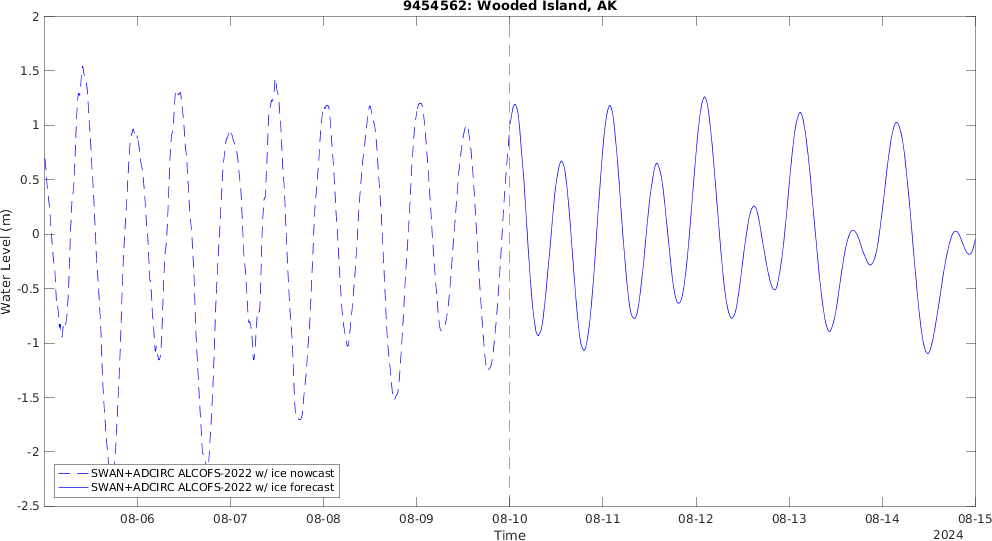 9454562: Wooded Island, AK
2
1.5
1
0.5
0
-0.5
-1
-1.5
-2
-2.5
Water Level (m)
SWAN+ADCIRC ALCOFS-2022 w/ ice nowcast
SWAN+ADCIRC ALCOFS-2022 w/ ice forecast
08-06 08-07 08-08 08-09 08-10 08-11 08-12 08-13 08-14 08-15
Time
2024